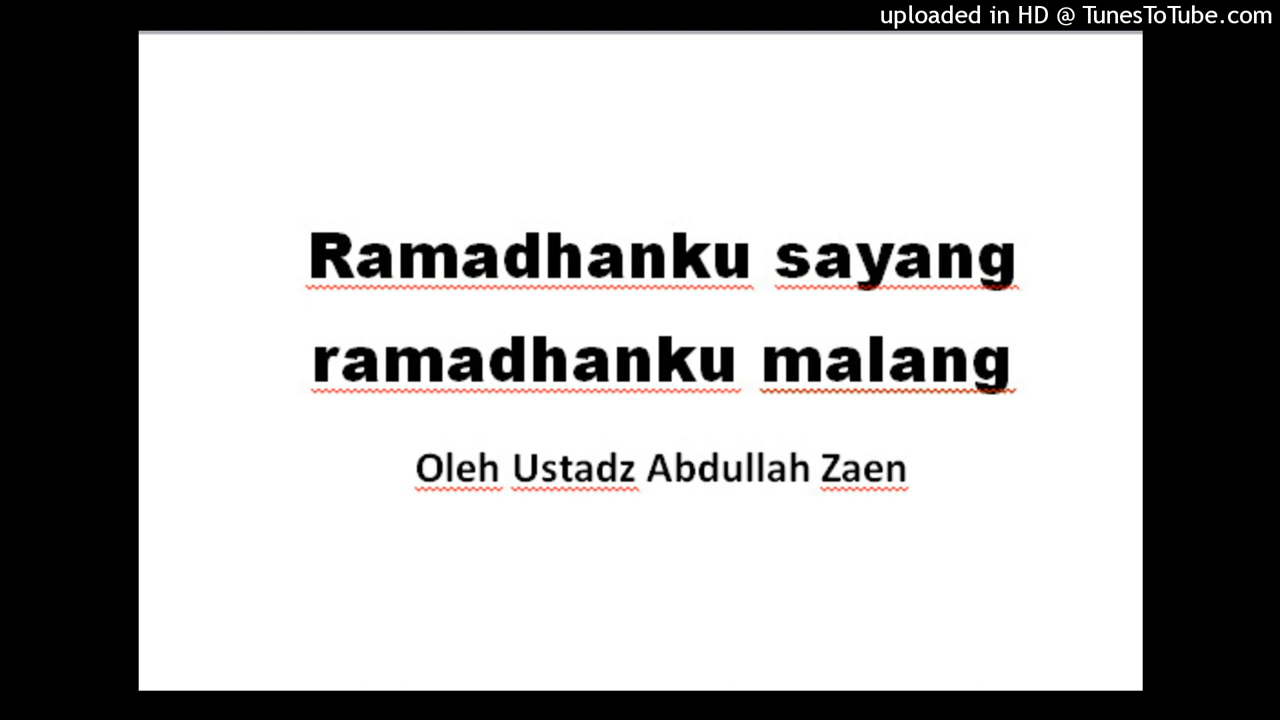 uploaded in HD @ TunesToTube.com
Ramadhanku sayang
ramadhanku malang
Oleh Ustadz Abdullah Zaen